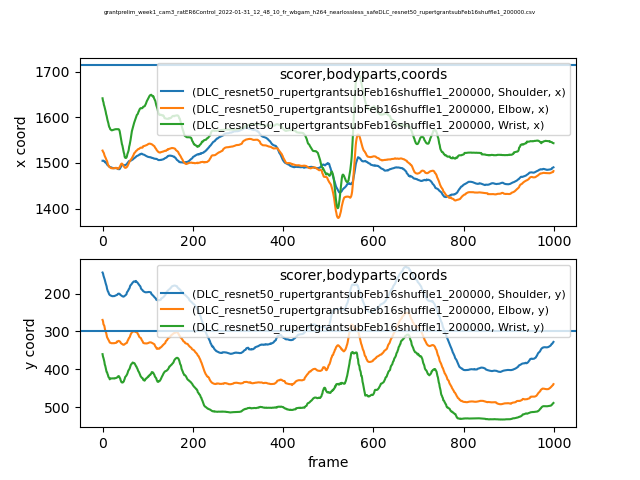 grantprelim_week1_cam3_ratER6Control_2022-01-31_12_48_10_fr_wbgam_h264_nearlossless_safeDLC_resnet50_rupertgrantsubFeb16shuffle1_200000.csv
1700
1600
1500
1400
x coord
scorer,bodyparts,coords
(DLC_resnet50_rupertgrantsubFeb16shuffle1_200000, Shoulder, x)
(DLC_resnet50_rupertgrantsubFeb16shuffle1_200000, Elbow, x)
(DLC_resnet50_rupertgrantsubFeb16shuffle1_200000, Wrist, x)
0 200 400 600 800 1000
200
300
400
500
y coord
scorer,bodyparts,coords
(DLC_resnet50_rupertgrantsubFeb16shuffle1_200000, Shoulder, y)
(DLC_resnet50_rupertgrantsubFeb16shuffle1_200000, Elbow, y)
(DLC_resnet50_rupertgrantsubFeb16shuffle1_200000, Wrist, y)
0 200 400 600 800 1000
frame